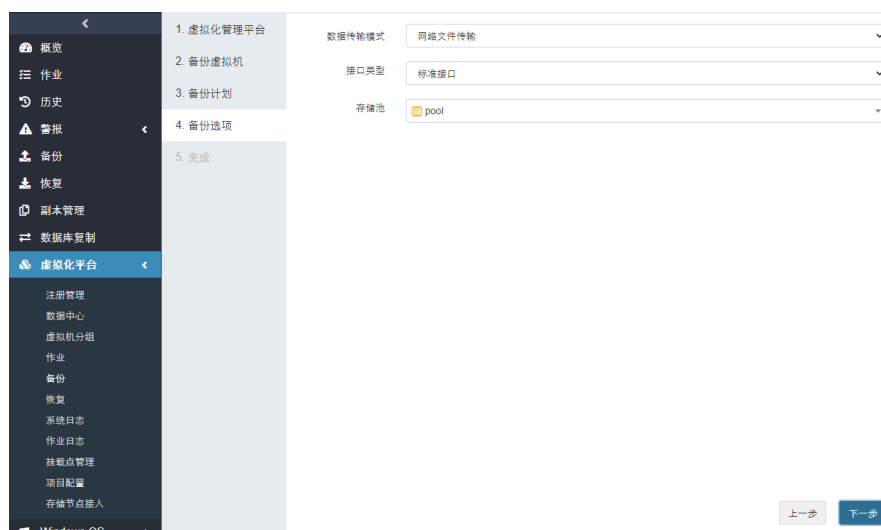 概览
作业
历史
警报
备份
恢复
副本管理
数据库复制
虚拟化平台
注册管理
数据中心
虚拟机分组
作业
备份
恢复
系统日志
作业日志
挂载点管理
项目配置
存储节点接入
Windows OS
1. 虚拟化管理平台
2. 备份虚拟机
3. 备份计划
4. 备份选项
5. 完成
数据传输模式 网络文件传输
接口类型 标准接口
存储池 pool
上一步 下一步